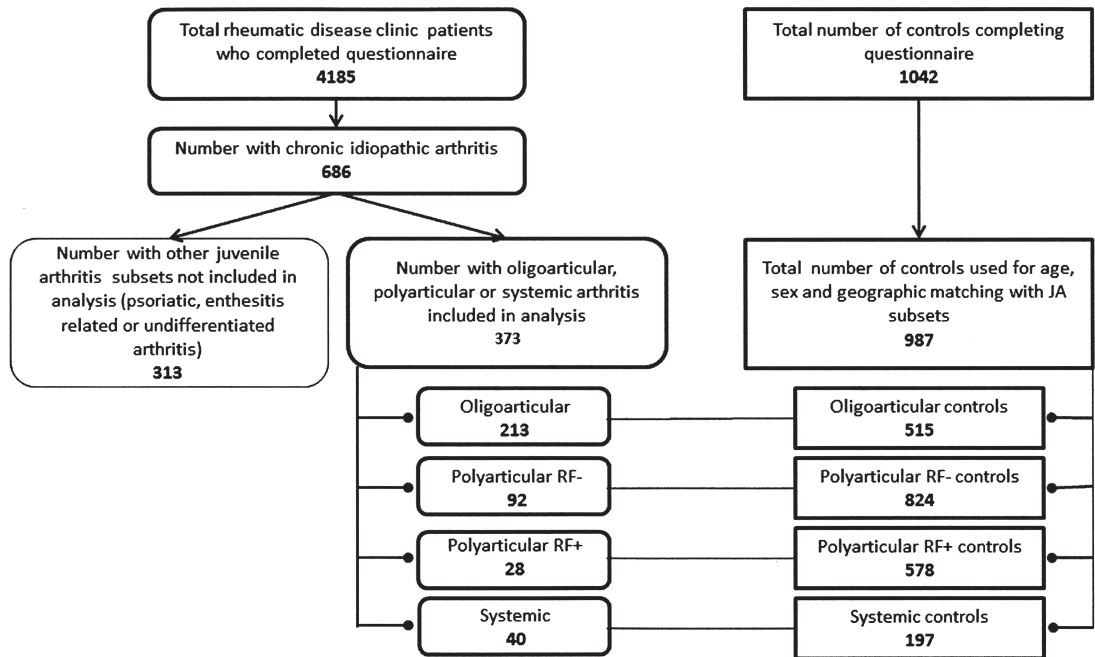 Total rheumatic disease clinic patients
who completed questionnaire
4185
Total number of controls completing
questionnaire
1042
Number with chronic idiopathic arthritis
686
Number with other juvenile
arthritis subsets not included in
analysis (psoriatic, enthesitis
related or undifferentiated
arthritis)
313
Number with oligoarticular,
polyarticular or systemic arthritis
included in analysis
373
Total number of controls used for age,
sex and geographic matching with JA
subsets
987
Oligoarticular
213
Oligoarticular controls
515
Polyarticular RF-
92
Polyarticular RF- controls
824
Polyarticular RF+
28
Polyarticular RF+ controls
578
Systemic
40
Systemic controls
197